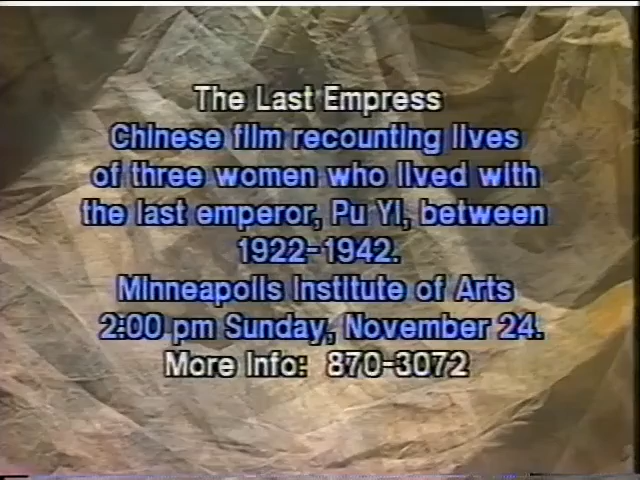 The Last Empress
Chinese film recounting lives
of three women who lived with
the last emperor, Pu Yi, between
1922-1942.
Minneapolis Institute of Arts
2:00 pm Sunday, November 24.
More Info: 870-3072